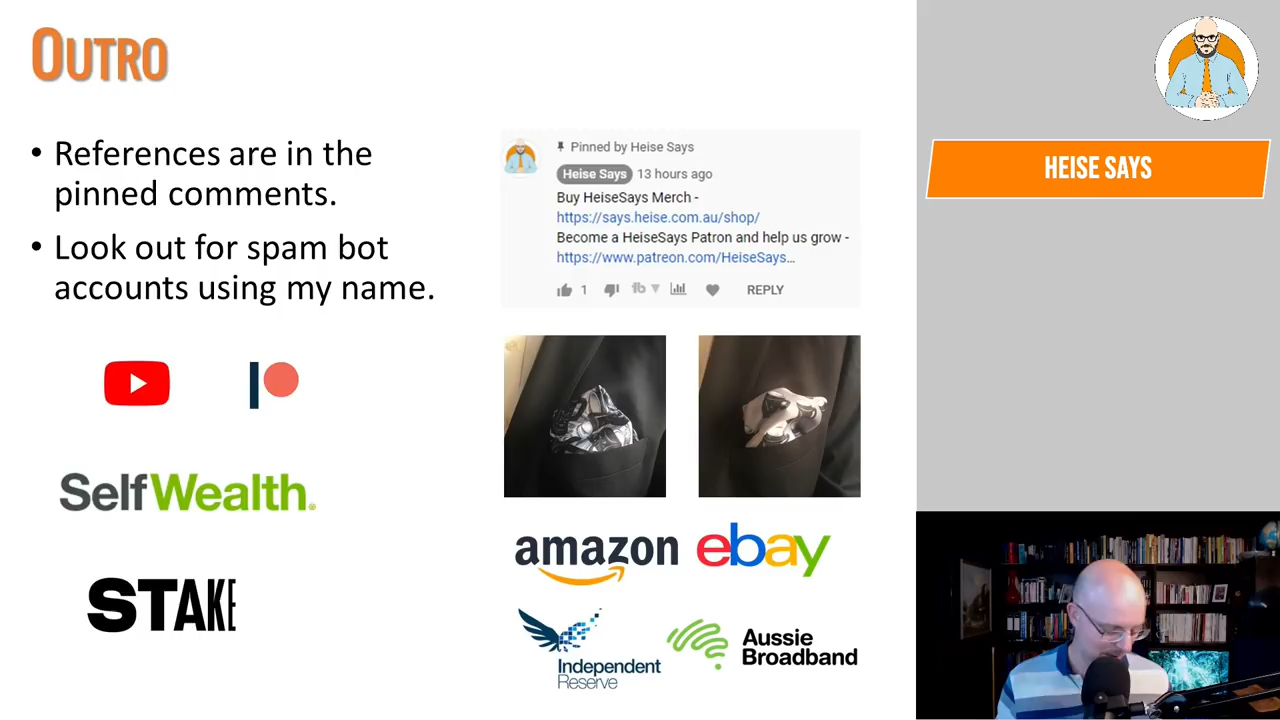 OUTRO
• References are in the
pinned comments.
• Look out for spam bot
accounts using my name.
SelfWealth.
STAKE
Pinned by Heise Says
Heise Says 13 hours ago
Buy HeiseSays Merch -
https://says.heise.com.au/shop/
Become a HeiseSays Patron and help us grow -
https://www.patreon.com/HeiseSays…
1 REPLY
amazon ebay
Independent
Reserve
Aussie
Broadband
HEISE SAYS